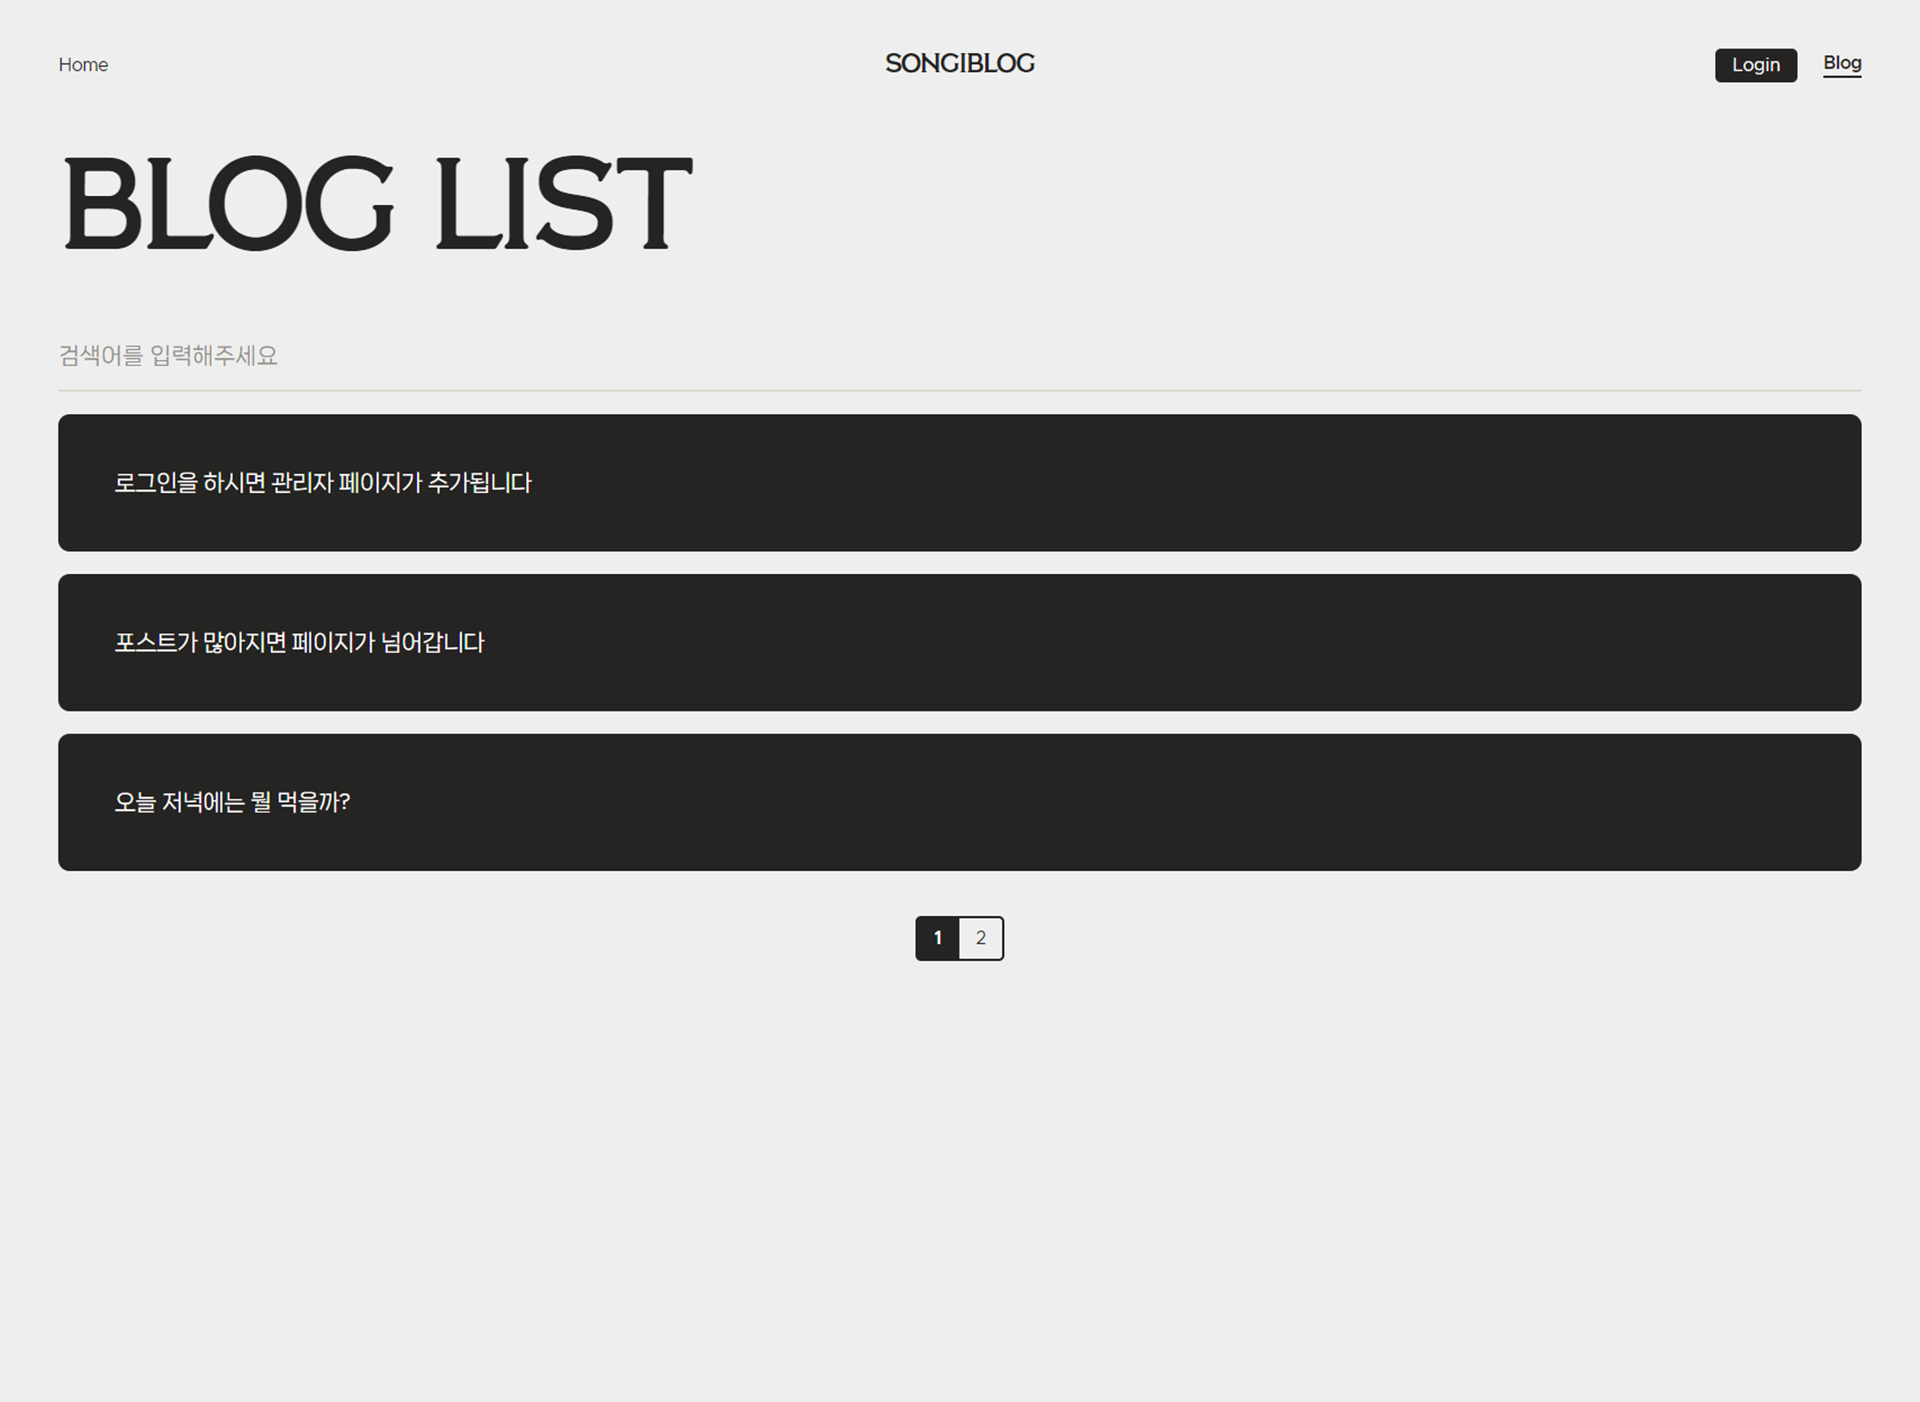 Home
SONGIBLOG
Login
Blog
BLOG LIST
검색어를 입력해주세요
로그인을 하시면 관리자 페이지가 추가됩니다
포스트가 많아지면 페이지가 넘어갑니다
오늘 저녁에는 뭘 먹을까?
1 2